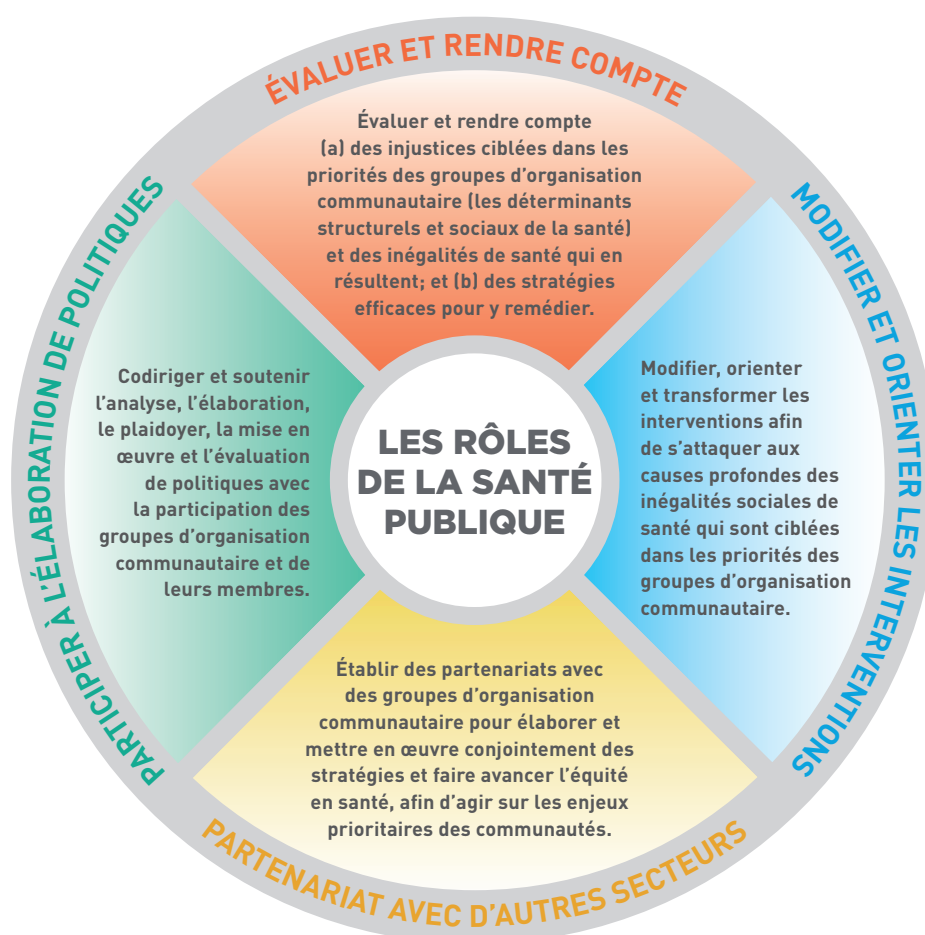 ÉVALUER ET RENDRE COMPTE
Évaluer et rendre compte
(a) des injustices ciblées dans les
priorités des groupes d'organisation
communautaire (les déterminants
structurels et sociaux de la santé)
et des inégalités de santé qui en
résultent; et (b) des stratégies
efficaces pour y remédier.
MODIFIER ET ORIENTER LES INTERVENTIONS
Modifier, orienter
et transformer les
interventions afin
de s'attaquer aux
causes profondes des
inégalités sociales de
santé qui sont ciblées
dans les priorités des
groupes d'organisation
communautaire.
PARTENARIAT AVEC D'AUTRES SECTEURS
Établir des partenariats avec
des groupes d'organisation
communautaire pour élaborer et
mettre en œuvre conjointement des
stratégies et faire avancer l'équité
en santé, afin d'agir sur les enjeux
prioritaires des communautés.
PARTICIPER À L'ÉLABORATION DE POLITIQUES
Codiriger et soutenir
l'analyse, l'élaboration,
le plaidoyer, la mise en
œuvre et l'évaluation
de politiques avec
la participation des
groupes d'organisation
communautaire et de
leurs membres.
LES RÔLES
DE LA SANTÉ
PUBLIQUE